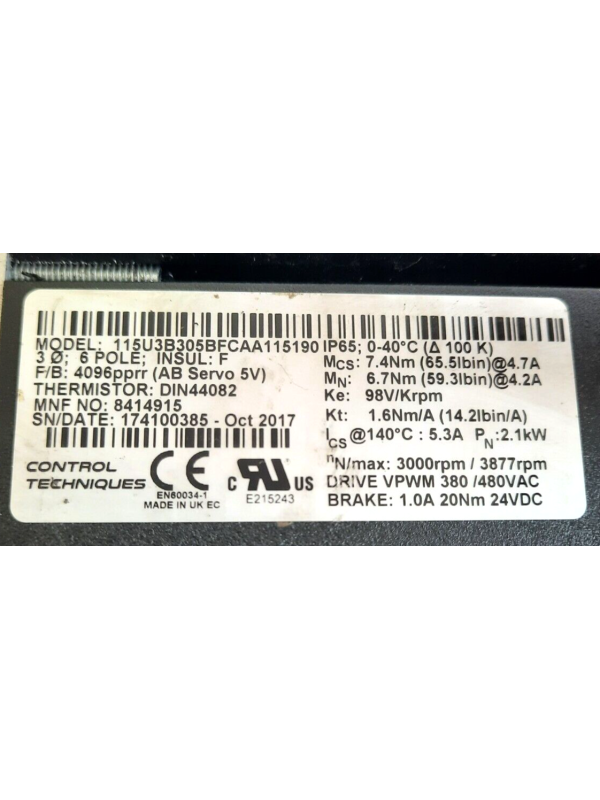 MODEL: 115U3B305BFCAA115190 IP65; 0-40°C (Δ 100 K)
3 Ø; 6 POLE; INSUL: F
F/B: 4096pprr (AB Servo 5V)
THERMISTOR: DIN44082
MNF NO: 8414915
SN/DATE: 174100385 - Oct 2017
MCS: 7.4Nm (65.5lbin)@4.7A
MN: 6.7Nm (59.3lbin)@4.2A
Ke: 98V/Krpm
Kt: 1.6Nm/A (14.2lbin/A)
ICS @140°C : 5.3A PN:2.1kW
nN/max: 3000rpm / 3877rpm
DRIVE VPWM 380 /480VAC
BRAKE: 1.0A 20Nm 24VDC
CONTROL
TECHNIQUES
CE
EN60034-1
MADE IN UK EC
c RU US
E215243